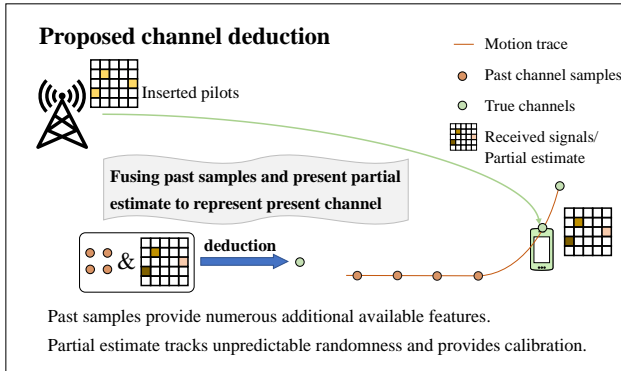 Proposed channel deduction
Inserted pilots
Motion trace
Past channel samples
True channels
Received signals/
Partial estimate
Fusing past samples and present partial
estimate to represent present channel
&
deduction
Past samples provide numerous additional available features.
Partial estimate tracks unpredictable randomness and provides calibration.